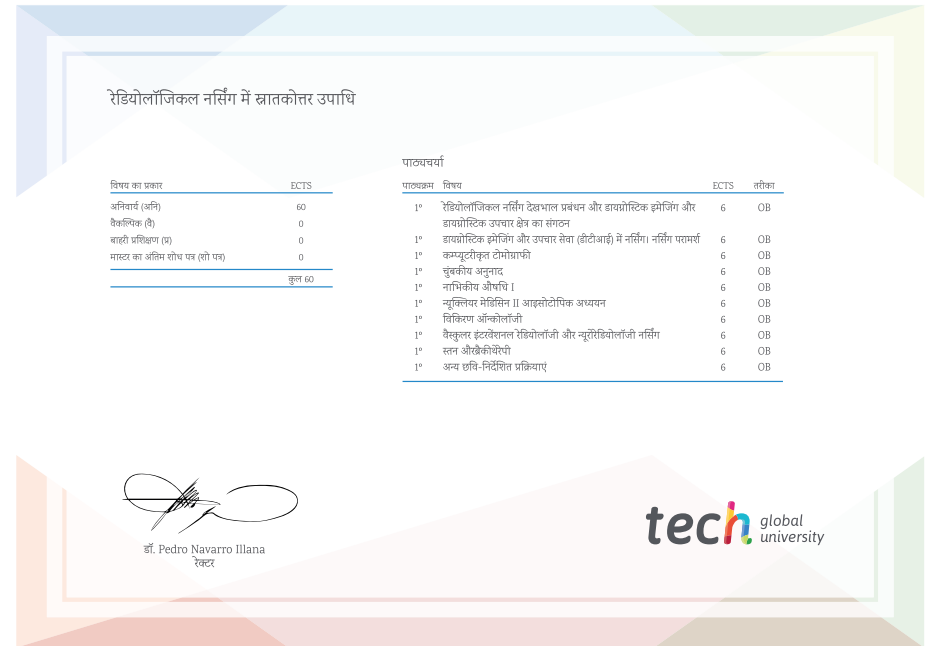 रेडियोलॉजिकल नर्सिंग में स्नातकोत्तर उपाधि
विषय का प्रकार ECTS
अनिवार्य (अनि) 60
वैकल्पिक (वै) 0
बाहरी प्रशिक्षण (प्र) 0
मास्टर का अंतिम शोध पत्र (शो पत्र) 0
कुल 60
पाठ्यचर्या
पाठ्यक्रम विषय ECTS तरीका
1º रेडियोलॉजिकल नर्सिंग देखभाल प्रबंधन और डायग्नोस्टिक इमेजिंग और 6 OB
डायग्नोस्टिक उपचार क्षेत्र का संगठन
1º डायग्नोस्टिक इमेजिंग और उपचार सेवा (डीटीआई) में नर्सिंग। नर्सिंग परामर्श 6 OB
1º कम्प्यूटरीकृत टोमोग्राफी 6 OB
1º चुंबकीय अनुनाद 6 OB
1º नाभिकीय औषधि I 6 OB
1º न्यूक्लियर मेडिसिन II आइसोटोपिक अध्ययन 6 OB
1º विकिरण ऑन्कोलॉजी 6 OB
1º वैस्कुलर इंटरवेंशनल रेडियोलॉजी और न्यूरोरेडियोलॉजी नर्सिंग 6 OB
1º स्तन औरब्रैकीथेरेपी 6 OB
1º अन्य छवि-निर्देशित प्रक्रियाएं 6 OB
डॉ. Pedro Navarro Illana
रेक्टर
tech global
university